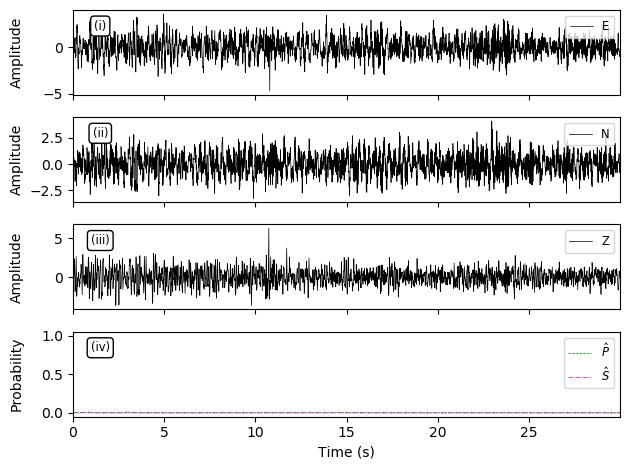 (i)
E
Amplitude
0
−5
(ii)
N
Amplitude
2.5
0.0
−2.5
(iii)
Z
Amplitude
5
0
(iv)
P̂
Ŝ
Probability
1.0
0.5
0.0
0 5 10 15 20 25
Time (s)